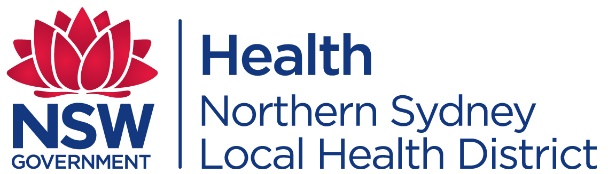 NSW
GOVERNMENT
Health
Northern Sydney
Local Health District